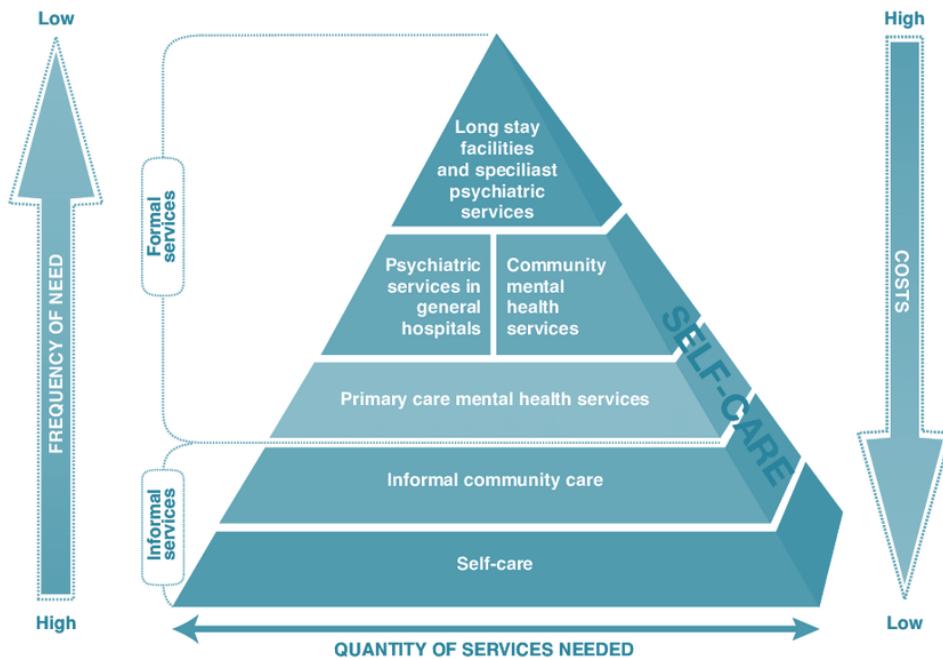 Low
High
Long stay
facilities
and speciliast
psychiatric
services
Formal
services
Psychiatric
services in
general
hospitals
Community
mental
health
services
FREQUENCY OF NEED
COSTS
SELF-CARE
Primary care mental health services
Informal community care
Informal
services
Self-care
High
Low
QUANTITY OF SERVICES NEEDED